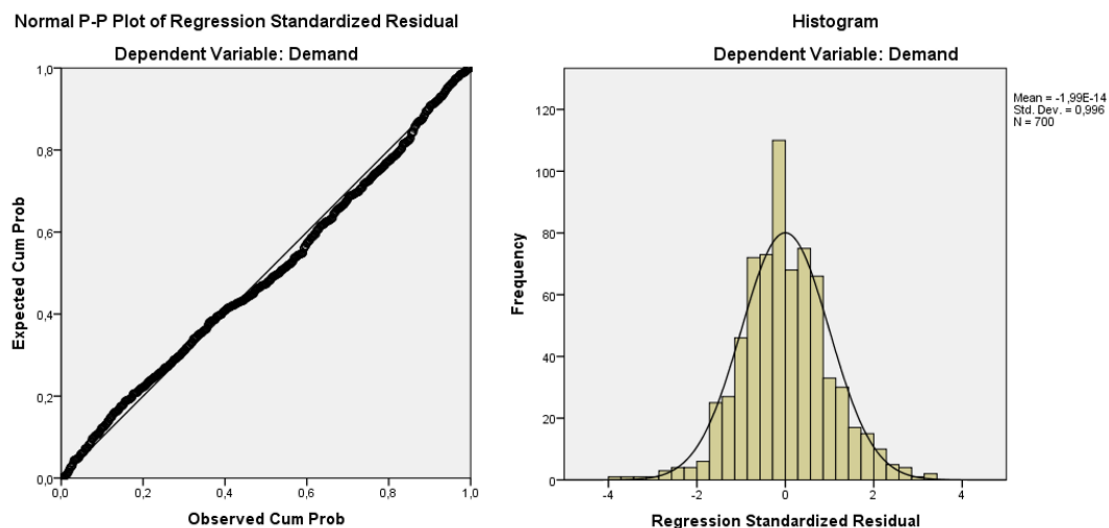 Normal P-P Plot of Regression Standardized Residual
Dependent Variable: Demand
1,0
0,8
0,6
0,4
0,2
0,0
0,0 0,2 0,4 0,6 0,8 1,0
Expected Cum Prob
Observed Cum Prob
Histogram
Dependent Variable: Demand
120
100
80
60
40
20
0
-4 -2 0 2 4
Frequency
Regression Standardized Residual
Mean = -1,99E-14
Std. Dev. = 0,996
N = 700